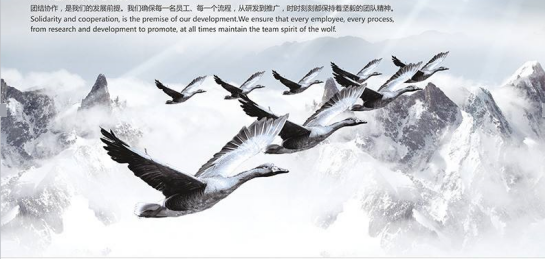 团结协作，是我们的发展前提。我们确保每一名员工、每一个流程，从研发到推广，时时刻刻都保持着坚毅的团队精神。
Solidarity and cooperation, is the premise of our development.We ensure that every employee, every process,
from research and development to promote, at all times maintain the team spirit of the wolf.